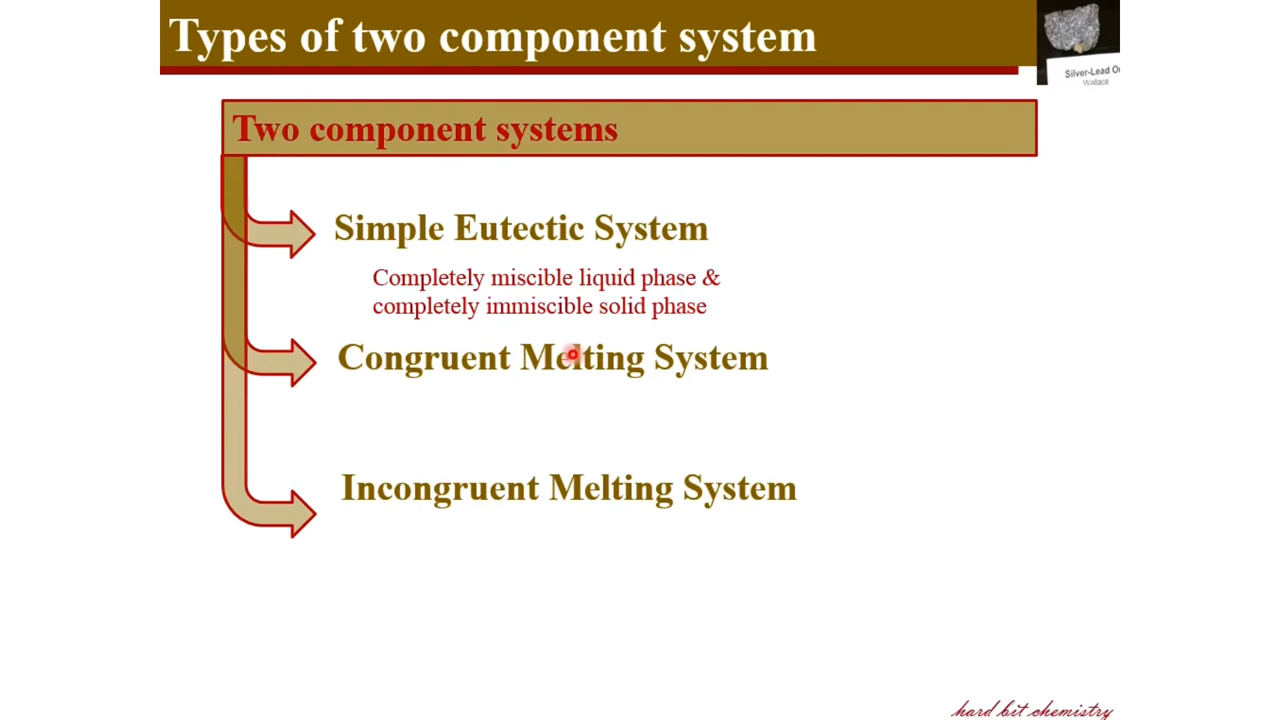 Types of two component system
Silver-Lead
Wallace
Two component systems
Simple Eutectic System
Completely miscible liquid phase &
completely immiscible solid phase
Congruent Melting System
Incongruent Melting System
hard bit chemistry